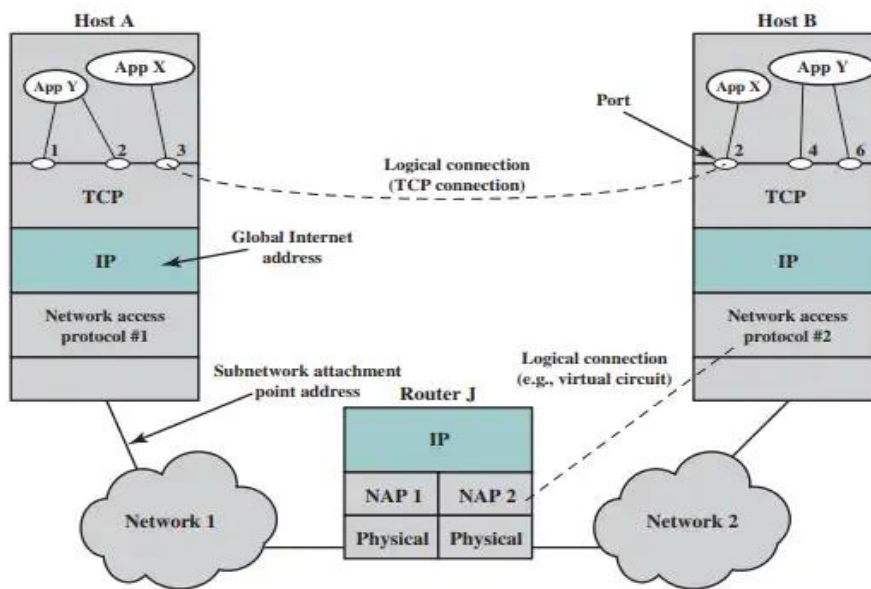 Host A
Host B
App X
App Y
App X
App Y
Port
1
2
3
2
4
6
Logical connection
(TCP connection)
TCP
TCP
Global Internet
address
IP
IP
Network access
protocol #1
Network access
protocol #2
Logical connection
(e.g., virtual circuit)
Subnetwork attachment
point address
Router J
IP
NAP 1
NAP 2
Network 1
Network 2
Physical
Physical